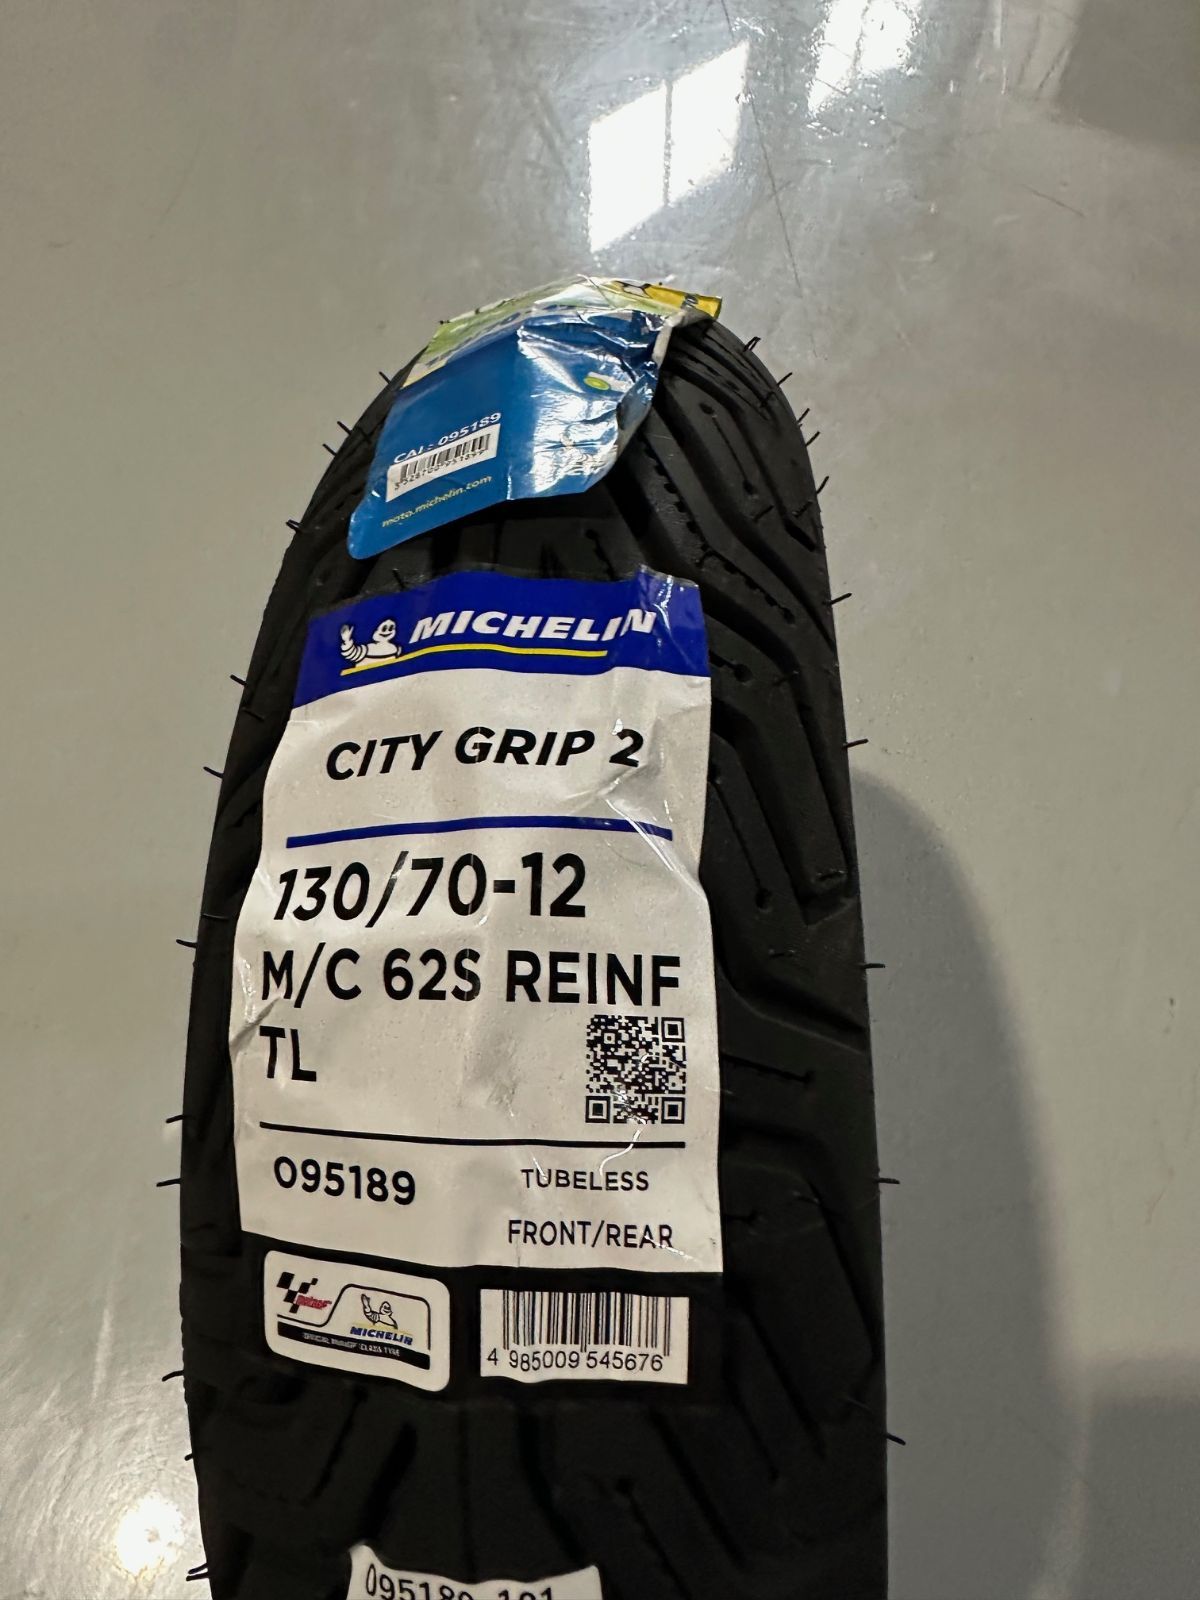 CAI - 095189
moto.michelin.com
MICHELIN
CITY GRIP 2
130/70-12
M/C 62S REINF
TL
095189
TUBELESS
FRONT/REAR
MICHELIN
4 985009 545676